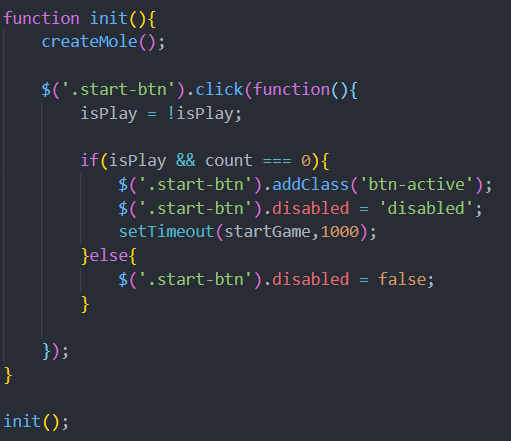 function init(){
createMole();
$('.start-btn').click(function(){
isPlay = !isPlay;
if(isPlay && count === 0){
$('.start-btn').addClass('btn-active');
$('.start-btn').disabled = 'disabled';
setTimeout(startGame,1000);
}else{
$('.start-btn').disabled = false;
}
});
}
init();